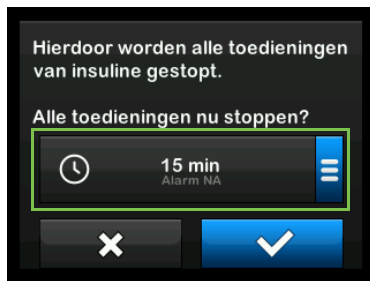 Hierdoor worden alle toedieningen
van insuline gestopt.
Alle toedieningen nu stoppen?
15 min
Alarm NA